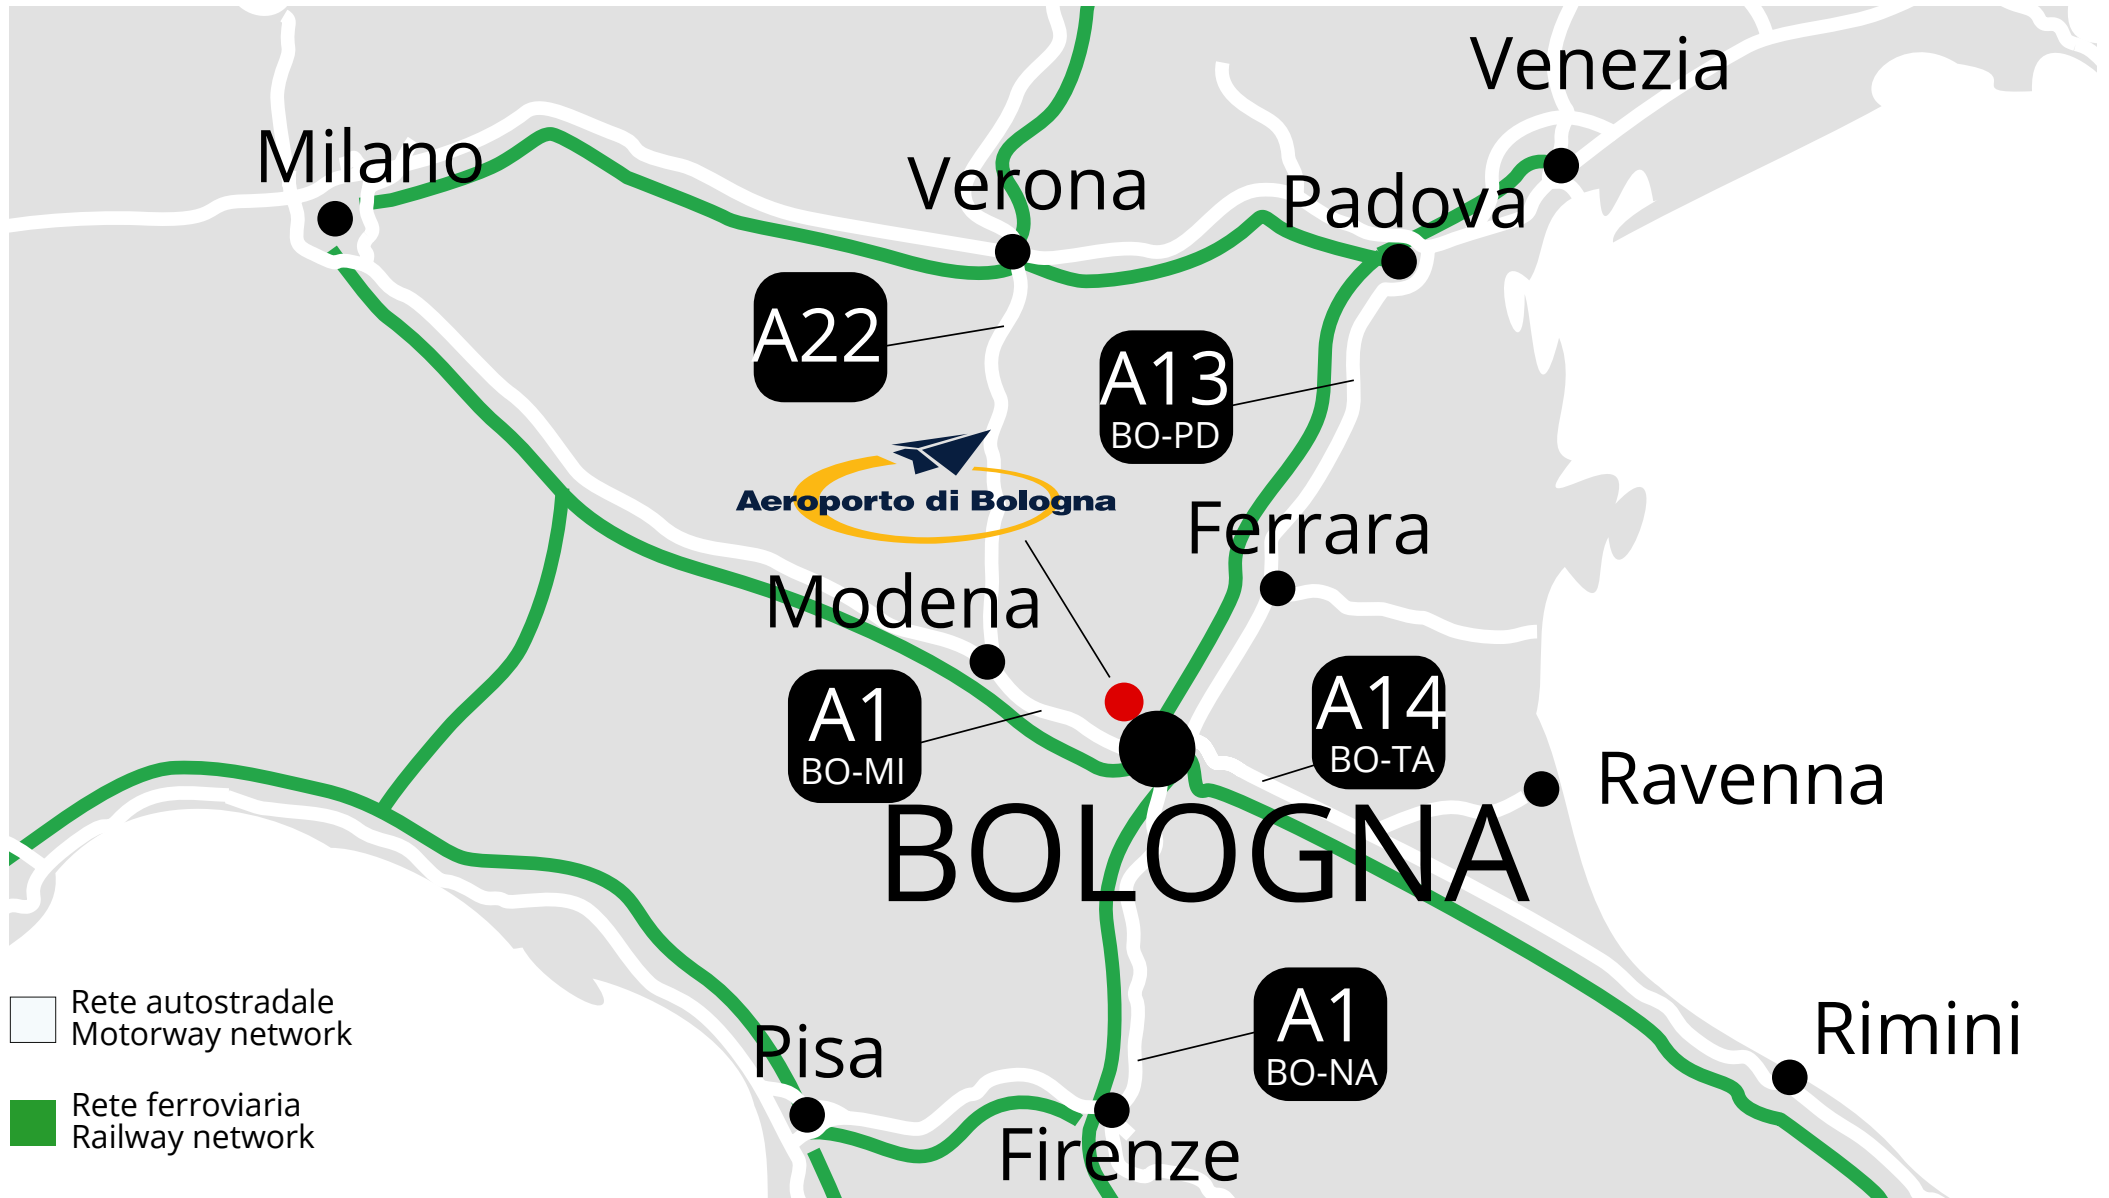 Venezia
Milano
Verona
Padova
A22
A13
BO-PD
Aeroporto di Bologna
Ferrara
Modena
A1
BO-MI
A14
BO-TA
Ravenna
BOLOGNA
Rete autostradale
Motorway network
A1
BO-NA
Rimini
Pisa
Rete ferroviaria
Railway network
Firenze